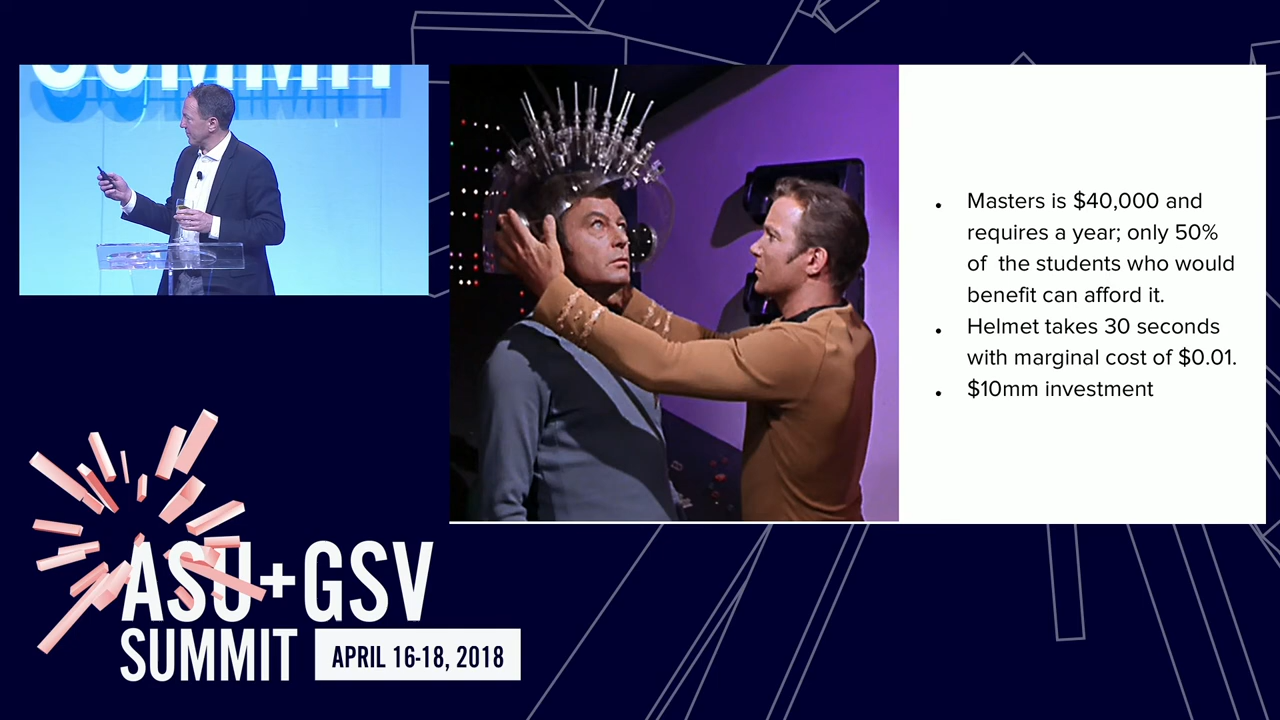 SUMMIT
• Masters is $40,000 and
requires a year; only 50%
of  the students who would
benefit can afford it.
• Helmet takes 30 seconds
with marginal cost of $0.01.
• $10mm investment
ASU+GSV
SUMMIT
APRIL 16-18, 2018